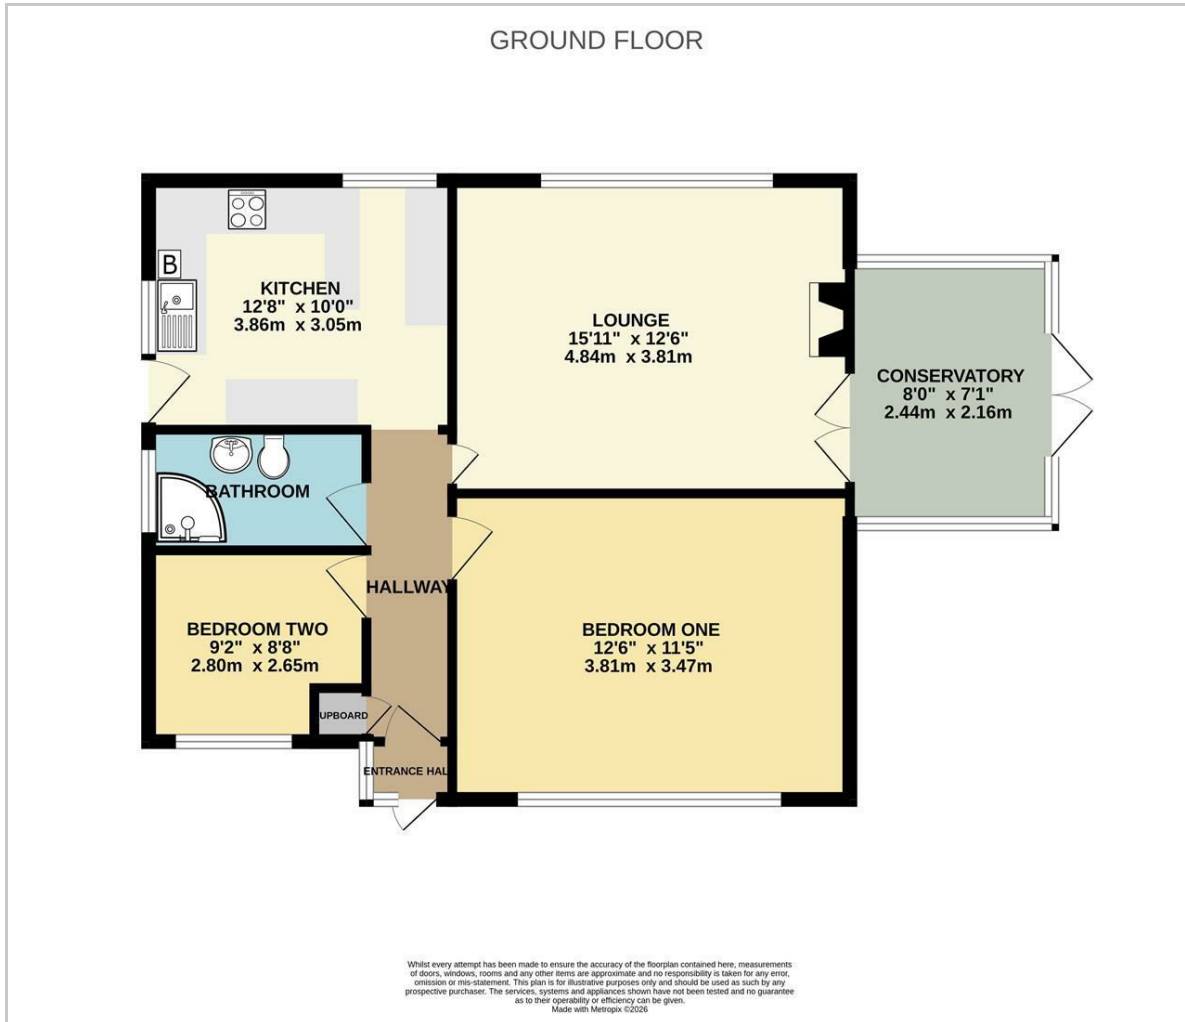 GROUND FLOOR
B
KITCHEN
12'8" x 10'0"
3.86m x 3.05m
LOUNGE
15'11" x 12'6"
4.84m x 3.81m
CONSERVATORY
8'0" x 7'1"
2.44m x 2.16m
BATHROOM
HALLWAY
BEDROOM TWO
9'2" x 8'8"
2.80m x 2.65m
BEDROOM ONE
12'6" x 11'5"
3.81m x 3.47m
UPBOARD
ENTRANCE HAL
Whilst every attempt has been made to ensure the accuracy of the floorplan contained here, measurements
of doors, windows, rooms and any other items are approximate and no responsibility is taken for any error,
omission or mis-statement. This plan is for illustrative purposes only and should be used as such by any
prospective purchaser. The services, systems and appliances shown have not been tested and no guarantee
as to their operability or efficiency can be given.
Made with Metropix ©2026